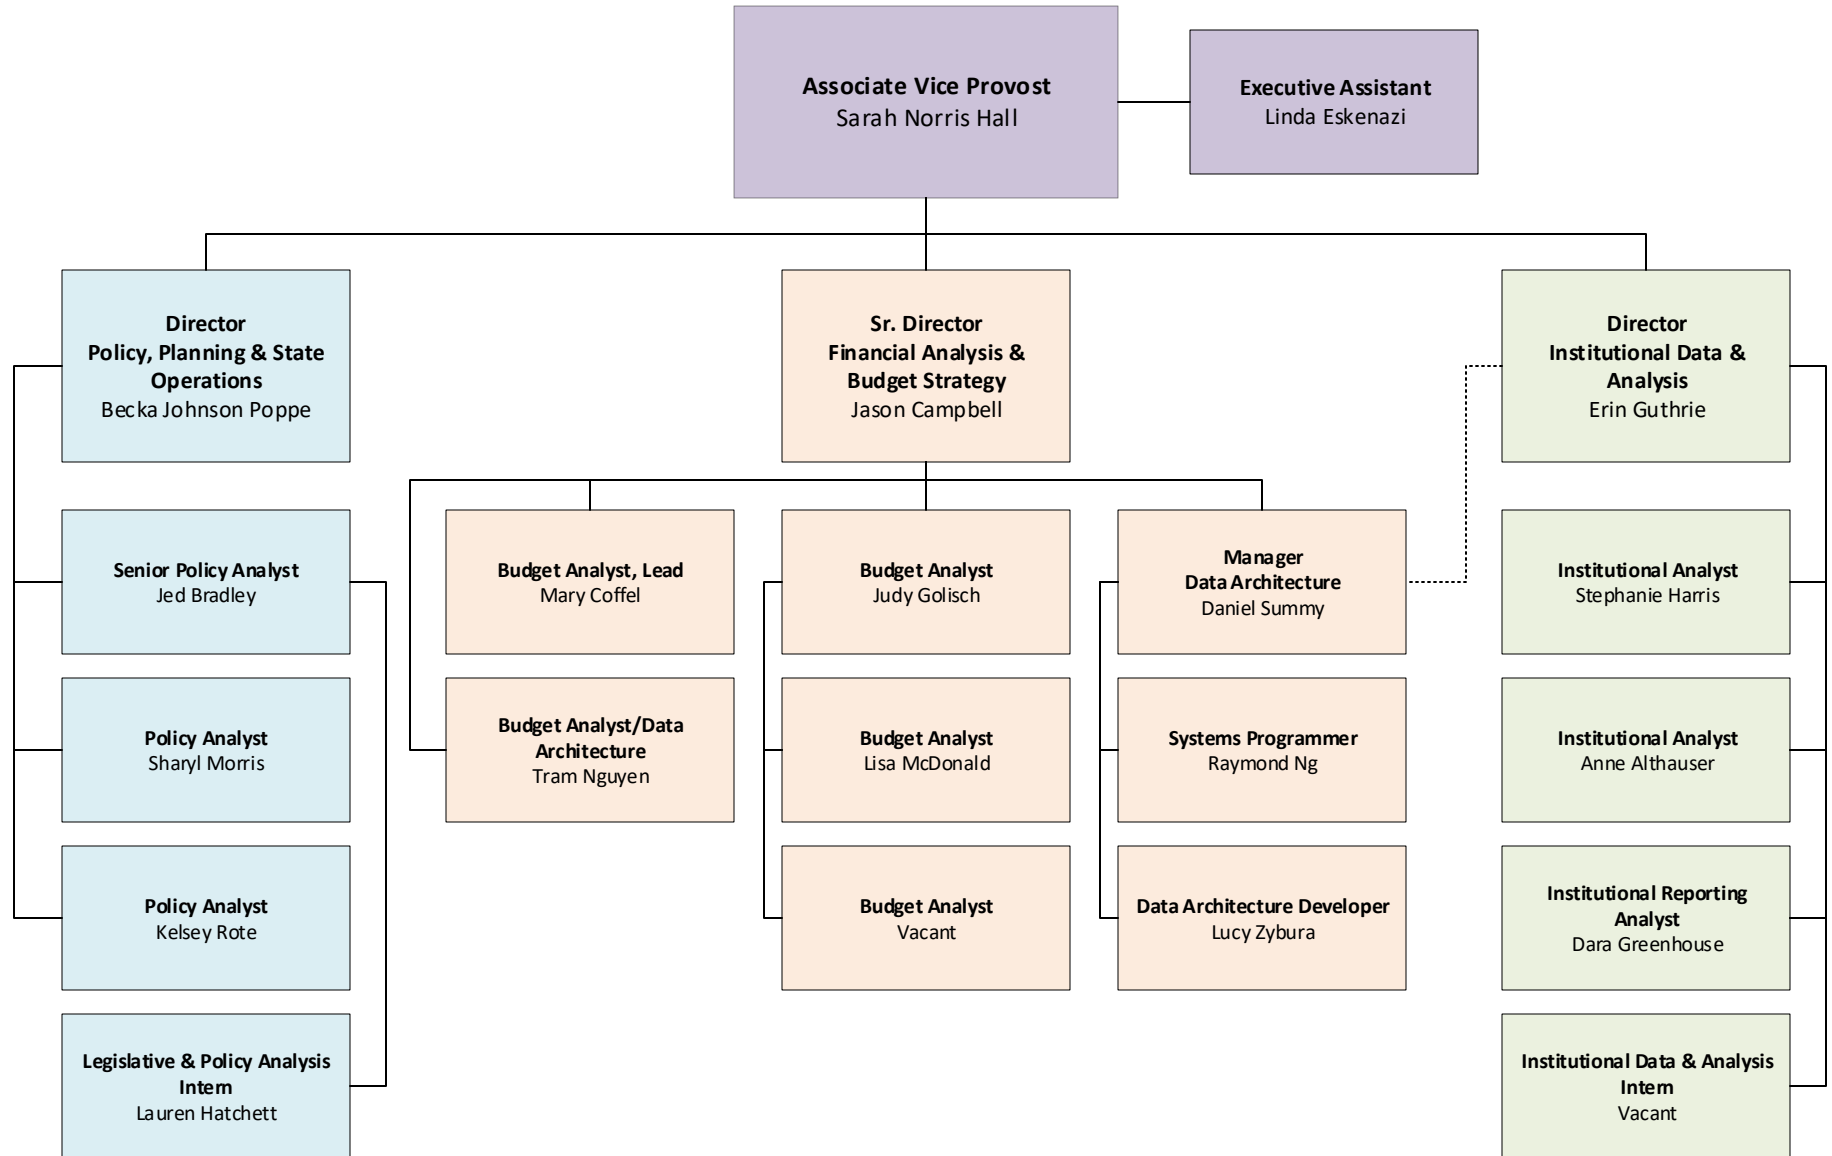 Associate Vice Provost
Sarah Norris Hall
Executive Assistant
Linda Eskenazi
Director
Policy, Planning & State
Operations
Becka Johnson Poppe
Sr. Director
Financial Analysis &
Budget Strategy
Jason Campbell
Director
Institutional Data &
Analysis
Erin Guthrie
Senior Policy Analyst
Jed Bradley
Budget Analyst, Lead
Mary Coffel
Budget Analyst
Judy Golisch
Manager
Data Architecture
Daniel Summy
Institutional Analyst
Stephanie Harris
Policy Analyst
Sharyl Morris
Budget Analyst/Data
Architecture
Tram Nguyen
Budget Analyst
Lisa McDonald
Systems Programmer
Raymond Ng
Institutional Analyst
Anne Althauser
Policy Analyst
Kelsey Rote
Budget Analyst
Vacant
Data Architecture Developer
Lucy Zybura
Institutional Reporting
Analyst
Dara Greenhouse
Legislative & Policy Analysis
Intern
Lauren Hatchett
Institutional Data & Analysis
Intern
Vacant